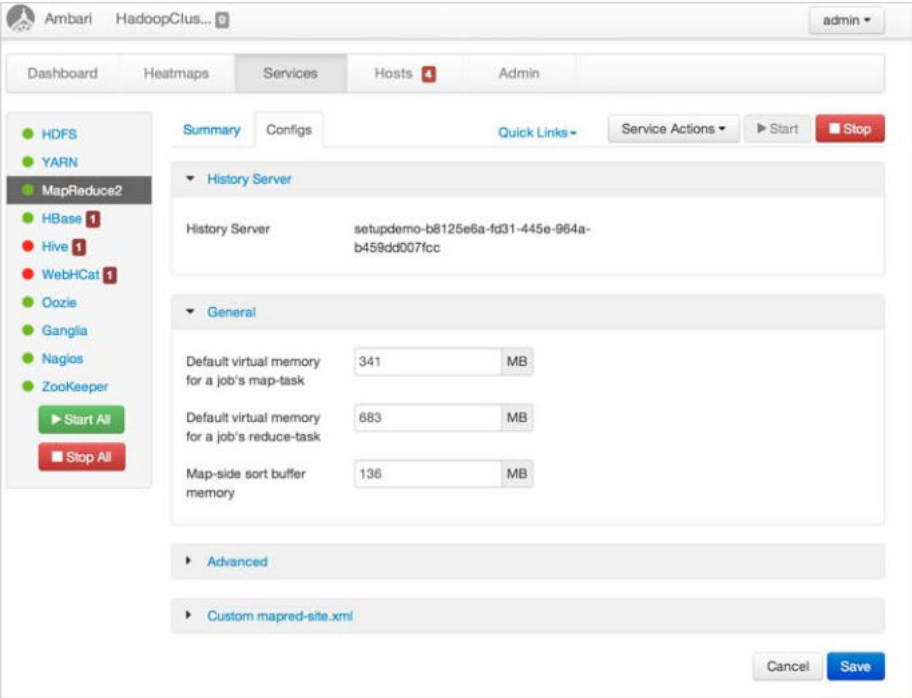 Ambari HadoopClus... 0 admin
Dashboard Heatmaps Services Hosts 4 Admin
HDFS
YARN
MapReduce2
HBase 1
Hive 1
WebHCat 1
Oozie
Ganglia
Nagios
ZooKeeper
Start All
Stop All
Summary Configs Quick Links Service Actions Start Stop
History Server
History Server setupdemo-b8125e6a-fd31-445e-964a-
b459dd007fcc
General
Default virtual memory 341 MB
for a job's map-task
Default virtual memory 683 MB
for a job's reduce-task
Map-side sort buffer 136 MB
memory
Advanced
Custom mapred-site.xml
Cancel Save